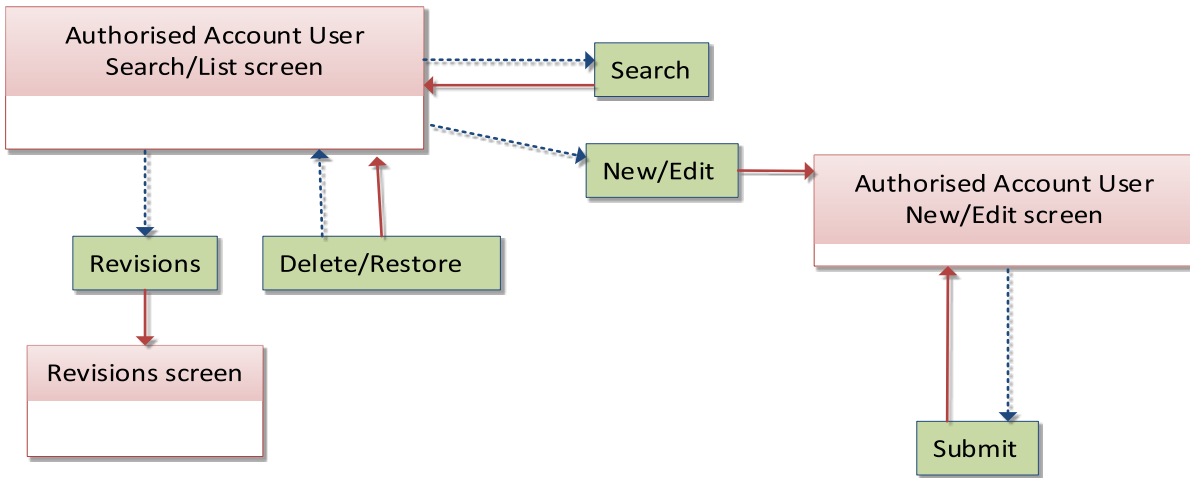 Authorised Account User
Search/List screen
Search
New/Edit
Authorised Account User
New/Edit screen
Revisions
Delete/Restore
Revisions screen
Submit